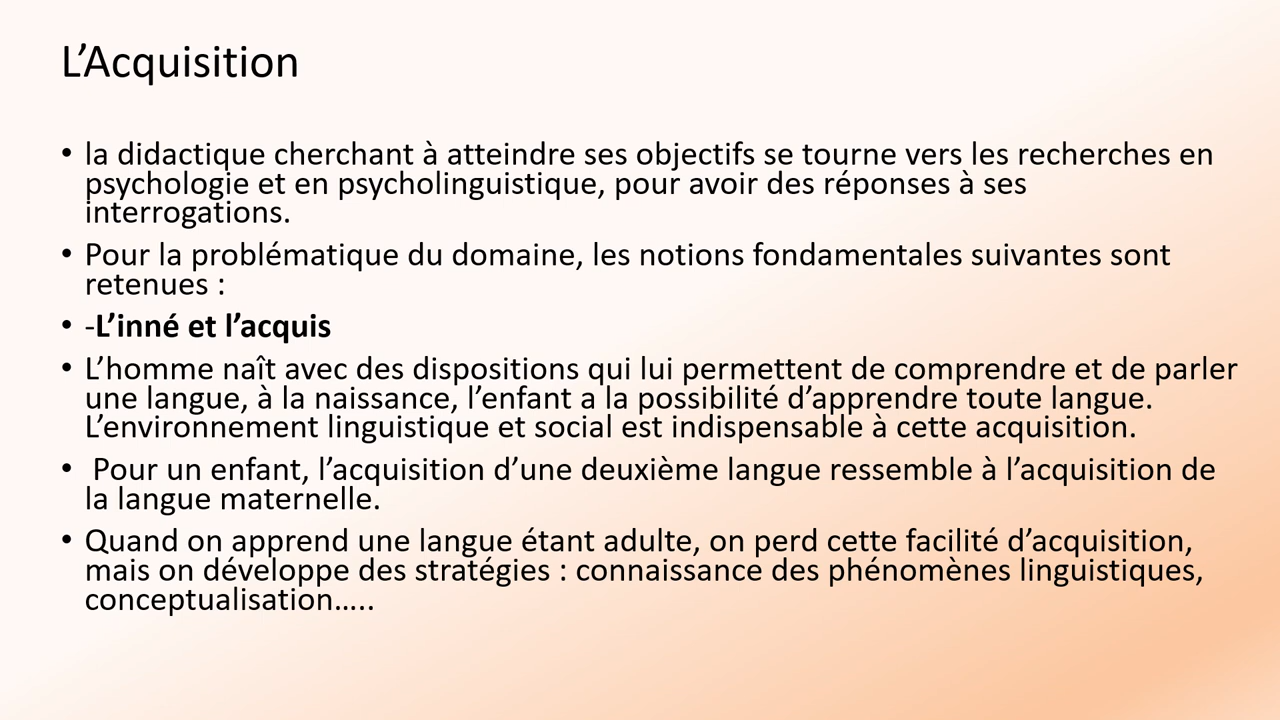 L’Acquisition
• la didactique cherchant à atteindre ses objectifs se tourne vers les recherches en
psychologie et en psycholinguistique, pour avoir des réponses à ses
interrogations.
• Pour la problématique du domaine, les notions fondamentales suivantes sont
retenues :
• -L’inné et l’acquis
• L’homme naît avec des dispositions qui lui permettent de comprendre et de parler
une langue, à la naissance, l’enfant a la possibilité d’apprendre toute langue.
L’environnement linguistique et social est indispensable à cette acquisition.
• Pour un enfant, l’acquisition d’une deuxième langue ressemble à l’acquisition de
la langue maternelle.
• Quand on apprend une langue étant adulte, on perd cette facilité d’acquisition,
mais on développe des stratégies : connaissance des phénomènes linguistiques,
conceptualisation…..